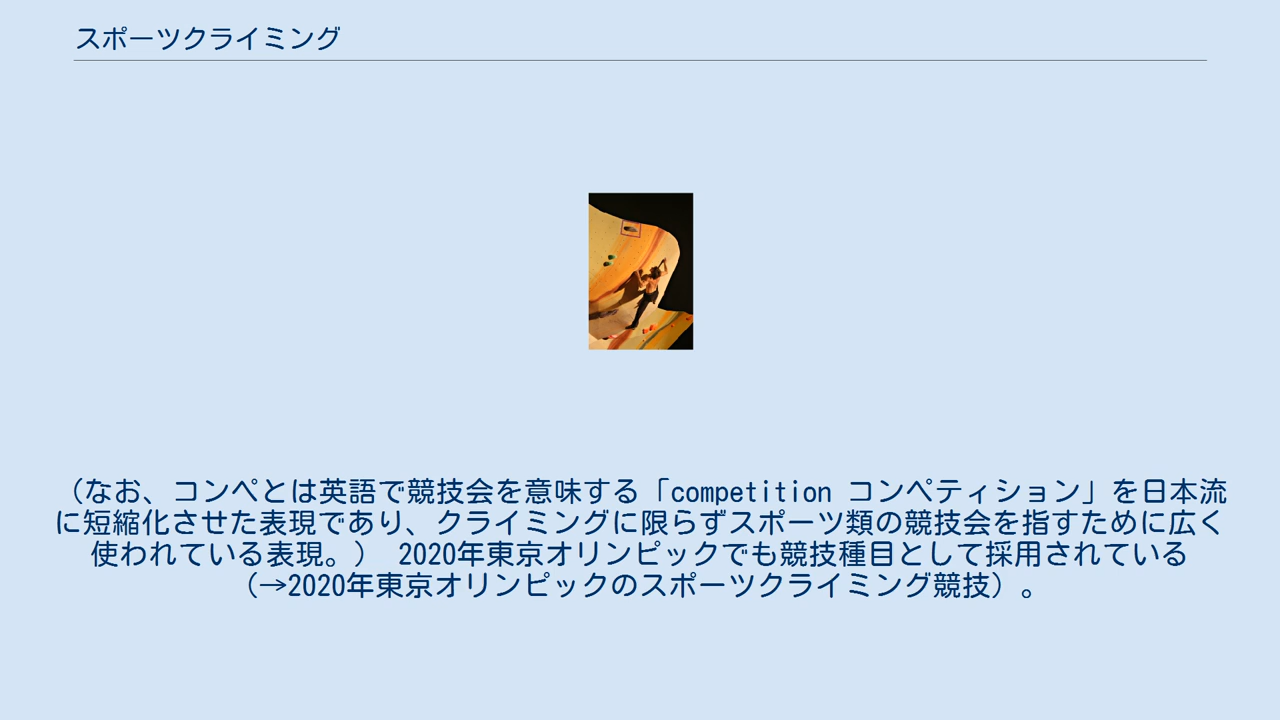 スポーツクライミング
（なお、コンペとは英語で競技会を意味する「competition コンペティション」を日本流
に短縮化させた表現であり、クライミングに限らずスポーツ類の競技会を指すために広く
使われている表現。） 2020年東京オリンピックでも競技種目として採用されている
（→2020年東京オリンピックのスポーツクライミング競技）。